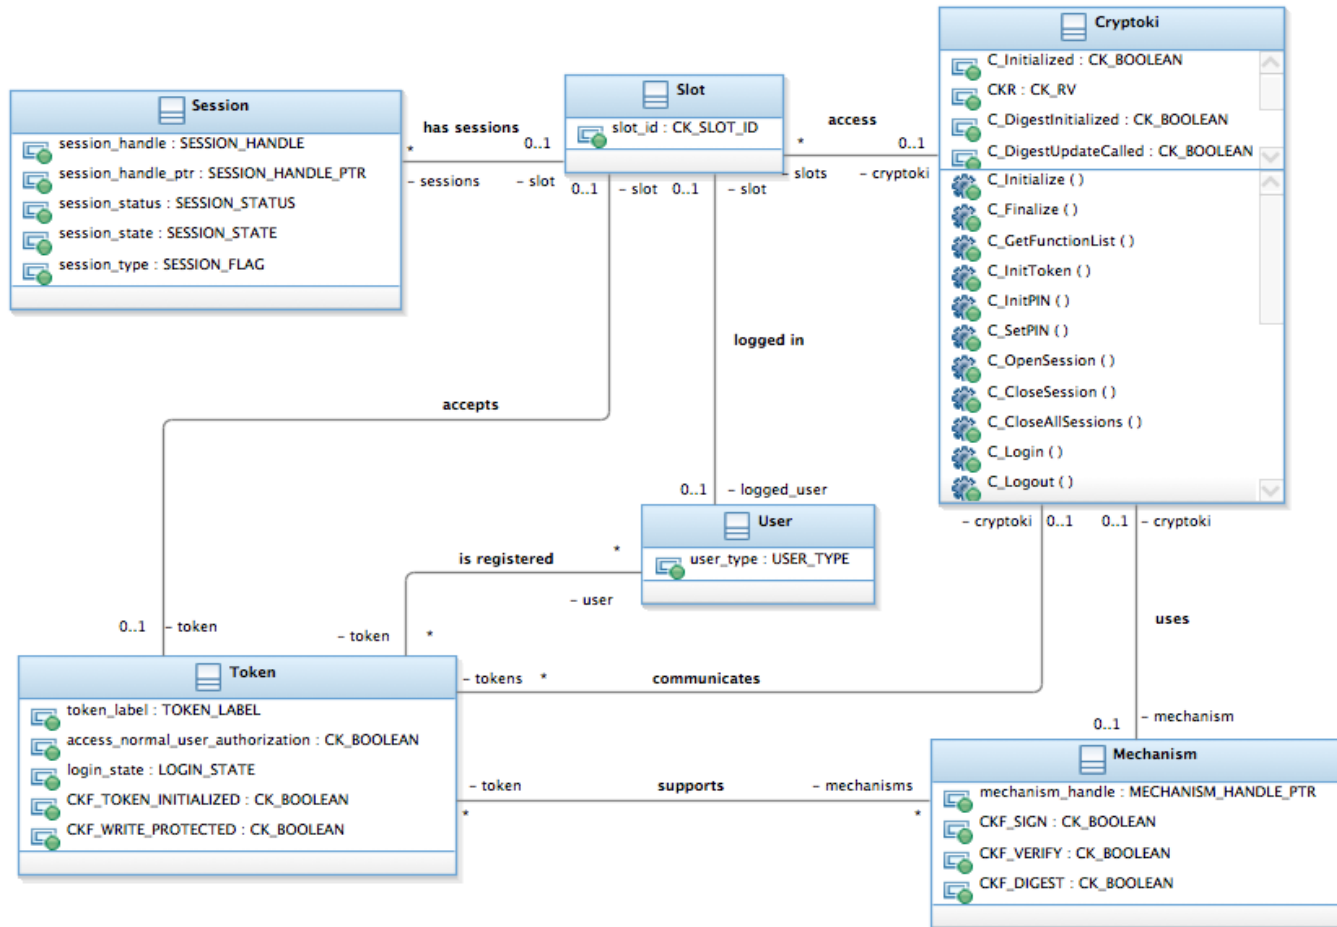 Cryptoki
C_Initialized : CK_BOOLEAN
CKR : CK_RV
C_DigestInitialized : CK_BOOLEAN
C_DigestUpdateCalled : CK_BOOLEAN
C_Initialize ( )
C_Finalize ( )
C_GetFunctionList ( )
C_InitToken ( )
C_InitPIN ( )
C_SetPIN ( )
C_OpenSession ( )
C_CloseSession ( )
C_CloseAllSessions ( )
C_Login ( )
C_Logout ( )
Slot
slot_id : CK_SLOT_ID
Session
session_handle : SESSION_HANDLE
session_handle_ptr : SESSION_HANDLE_PTR
session_status : SESSION_STATUS
session_state : SESSION_STATE
session_type : SESSION_FLAG
has sessions
* 0..1
- sessions - slot
access
* 0..1
- slots - cryptoki
0..1 - slot 0..1 - slot
logged in
accepts
0..1 - logged_user
User
user_type : USER_TYPE
is registered *
- user
0..1 - token
- token *
- cryptoki 0..1 0..1 - cryptoki
uses
- tokens * communicates
0..1 - mechanism
Token
token_label : TOKEN_LABEL
access_normal_user_authorization : CK_BOOLEAN
login_state : LOGIN_STATE
CKF_TOKEN_INITIALIZED : CK_BOOLEAN
CKF_WRITE_PROTECTED : CK_BOOLEAN
- token supports - mechanisms
* *
Mechanism
mechanism_handle : MECHANISM_HANDLE_PTR
CKF_SIGN : CK_BOOLEAN
CKF_VERIFY : CK_BOOLEAN
CKF_DIGEST : CK_BOOLEAN